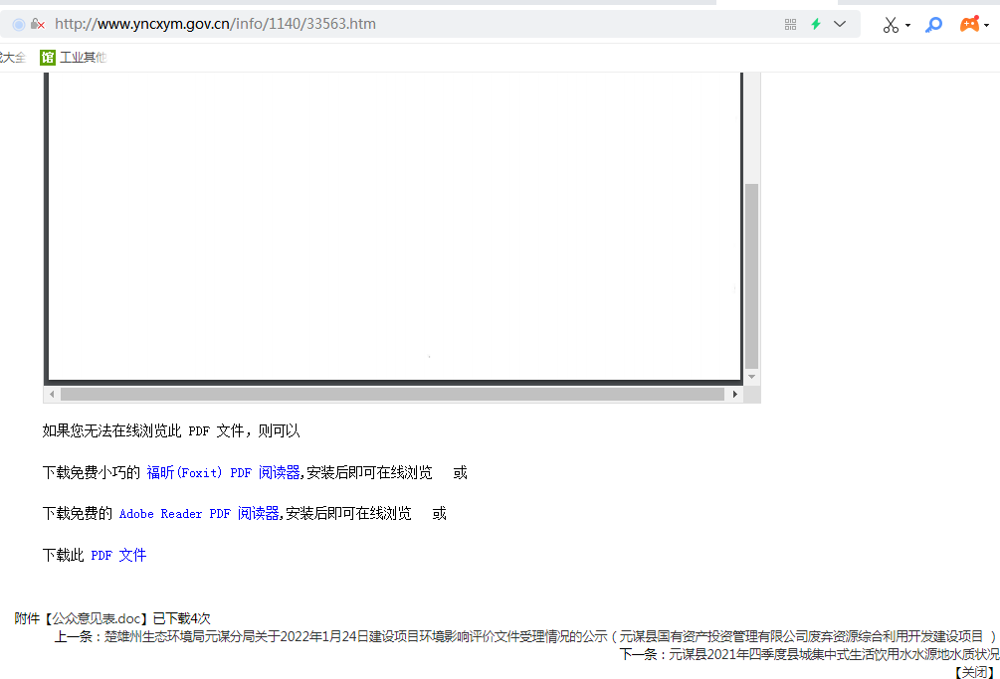 http://www.yncxym.gov.cn/info/1140/33563.htm
大全 馆 工业其他
如果您无法在线浏览此 PDF 文件，则可以
下载免费小巧的 福昕(Foxit) PDF 阅读器,安装后即可在线浏览 或
下载免费的 Adobe Reader PDF 阅读器,安装后即可在线浏览 或
下载此 PDF 文件
附件【公众意见表.doc】已下载4次
上一条：楚雄州生态环境局元谋分局关于2022年1月24日建设项目环境影响评价文件受理情况的公示（元谋县国有资产投资管理有限公司废弃资源综合利用开发建设项目 ）
下一条：元谋县2021年四季度县城集中式生活饮用水水源地水质状况
【关闭】